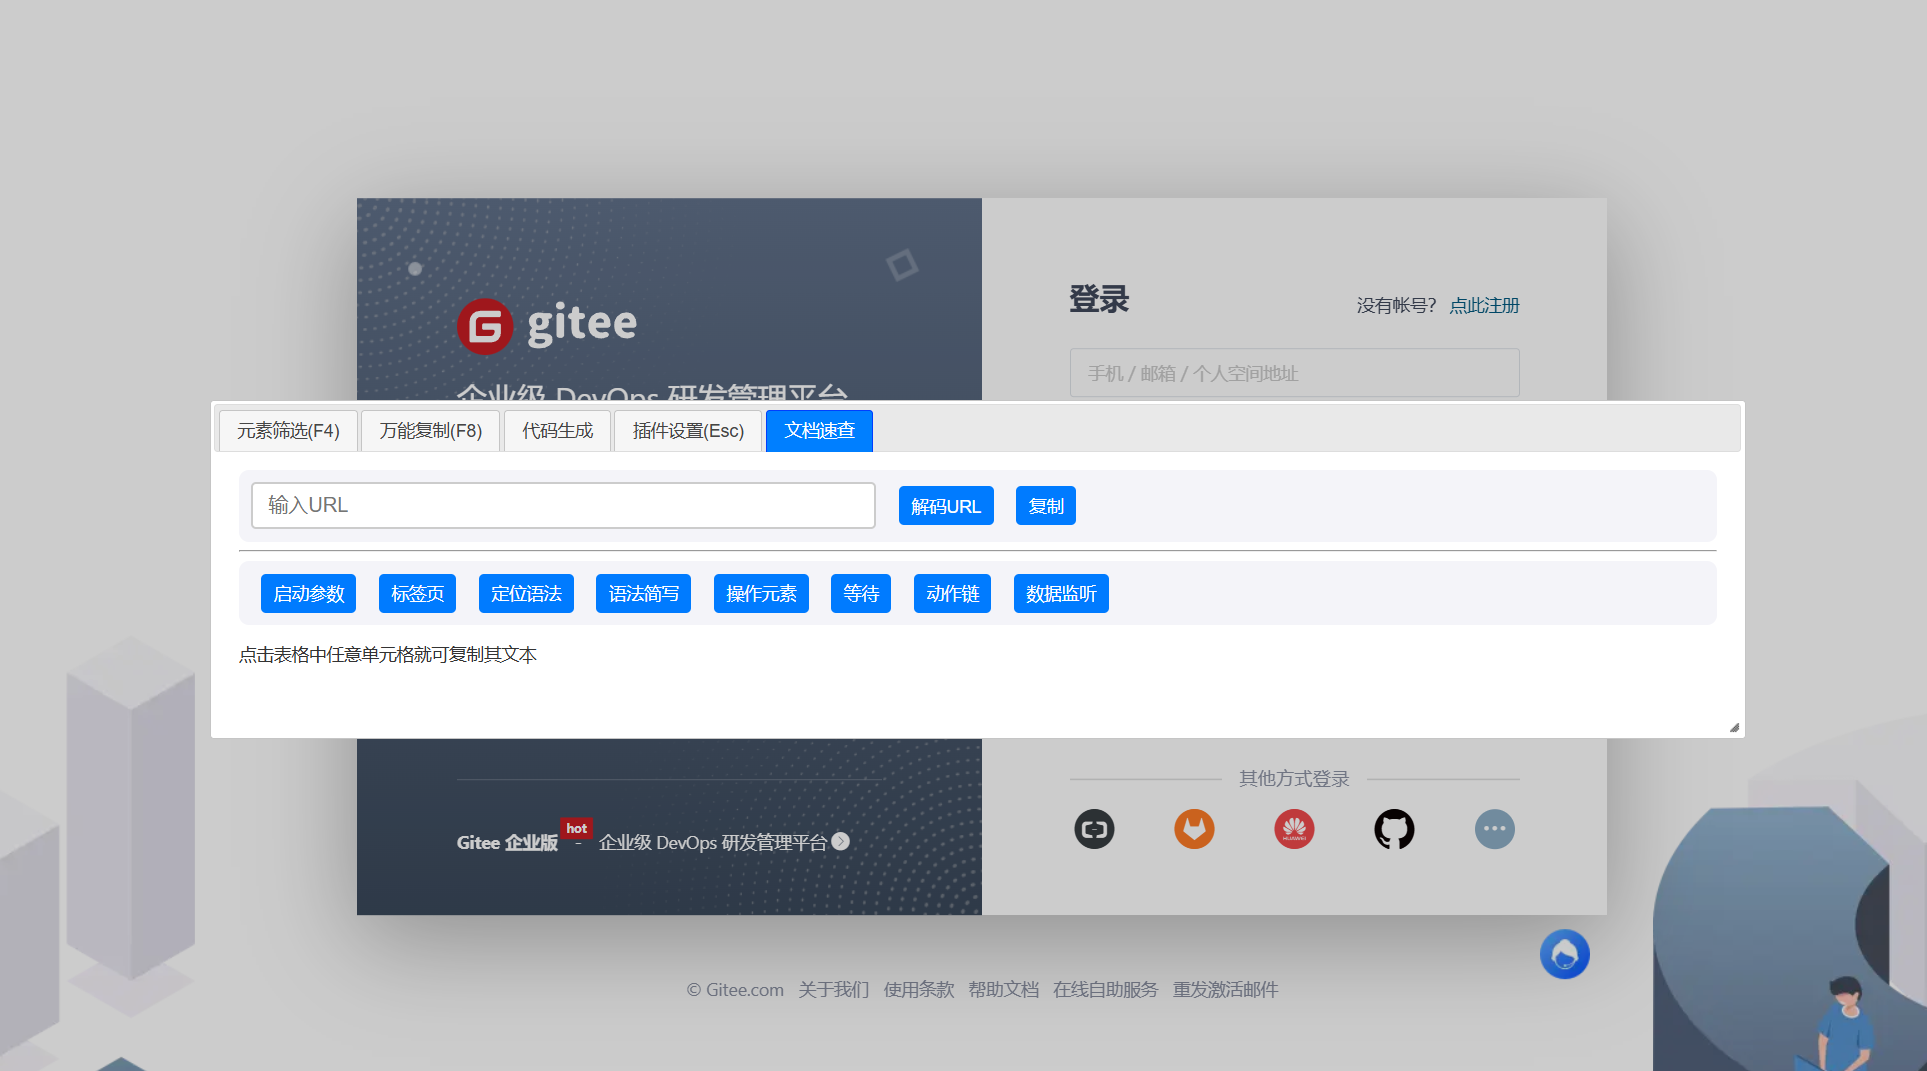 gitee
企业级 DevOps 研发管理平台
登录
没有帐号？ 点此注册
手机 / 邮箱 / 个人空间地址
元素筛选(F4) 万能复制(F8) 代码生成 插件设置(Esc) 文档速查
输入URL 解码URL 复制
启动参数 标签页 定位语法 语法简写 操作元素 等待 动作链 数据监听
点击表格中任意单元格就可复制其文本
其他方式登录
HUAWEI
Gitee 企业版 hot - 企业级 DevOps 研发管理平台
© Gitee.com 关于我们 使用条款 帮助文档 在线自助服务 重发激活邮件